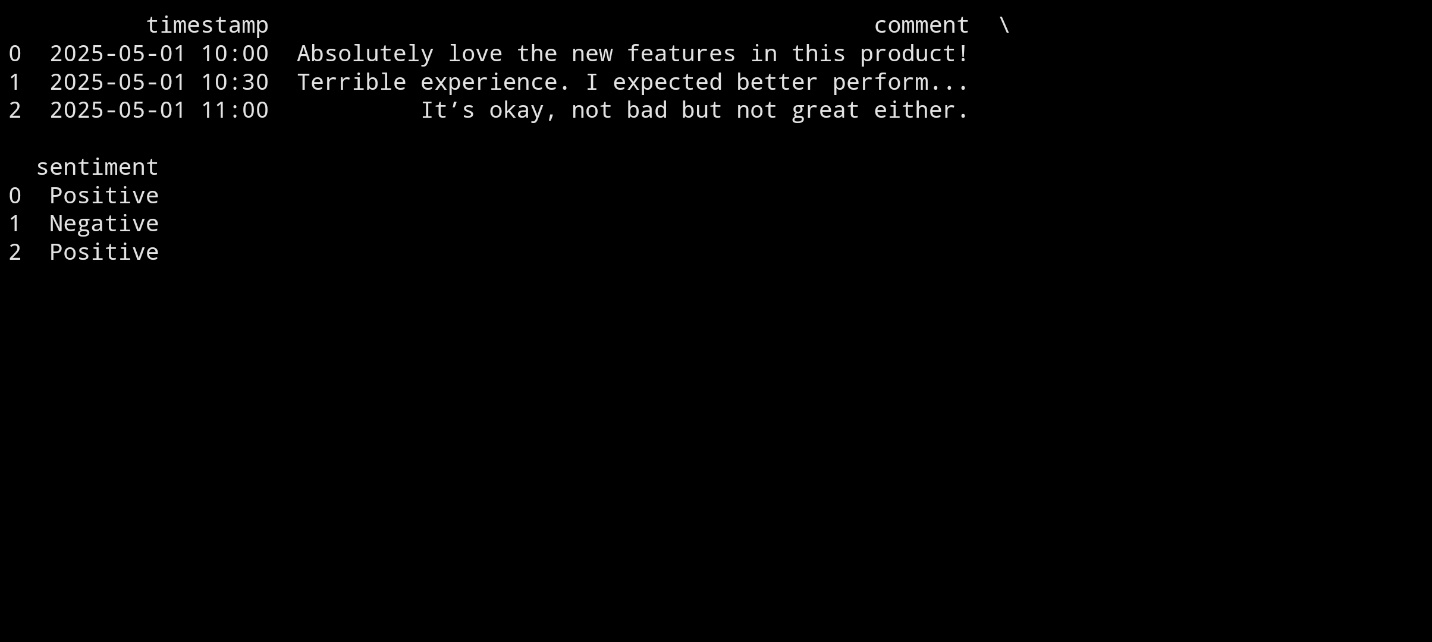 timestamp comment \
0 2025-05-01 10:00 Absolutely love the new features in this product!
1 2025-05-01 10:30 Terrible experience. I expected better perform...
2 2025-05-01 11:00 It’s okay, not bad but not great either.
sentiment
0 Positive
1 Negative
2 Positive